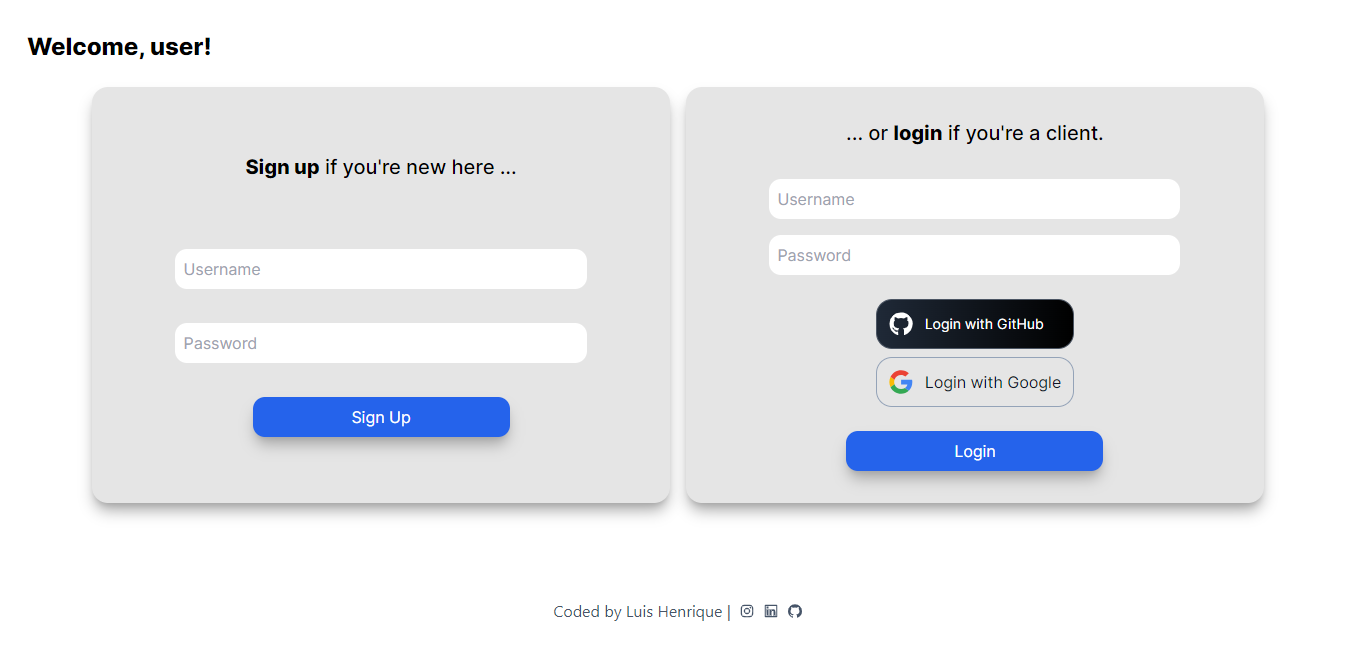 Welcome, user!
Sign up if you're new here ...
Username
Password
Sign Up
... or login if you're a client.
Username
Password
Login with GitHub
Login with Google
Login
Coded by Luis Henrique |